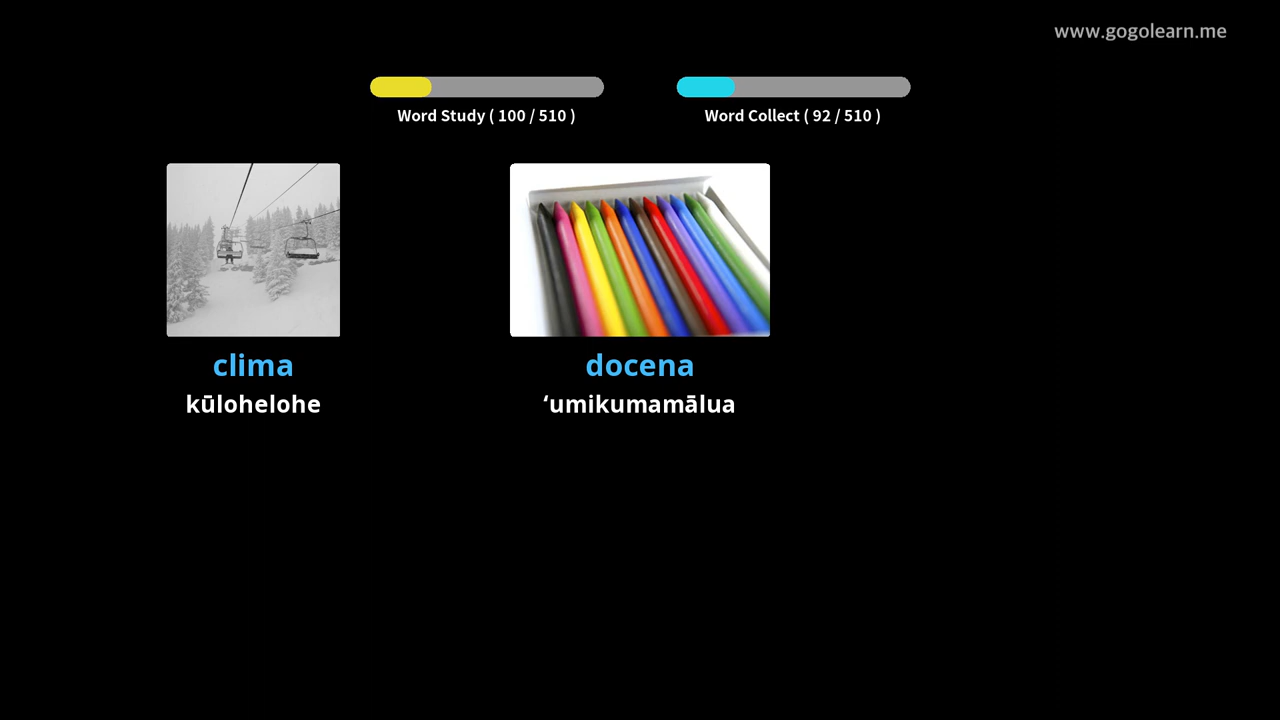 www.gogolearn.me
Word Study ( 100 / 510 )
Word Collect ( 92 / 510 )
clima
kūlohelohe
docena
ʻumikumamālua